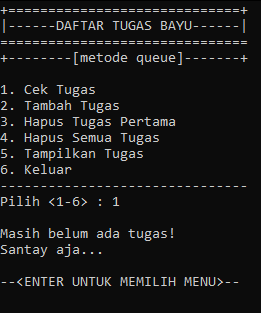 +==============================+
|------DAFTAR TUGAS BAYU------|
===============================
+--------[metode queue]-------+
1. Cek Tugas
2. Tambah Tugas
3. Hapus Tugas Pertama
4. Hapus Semua Tugas
5. Tampilkan Tugas
6. Keluar
-------------------------------
Pilih <1-6> : 1
Masih belum ada tugas!
Santay aja...
--<ENTER UNTUK MEMILIH MENU>--